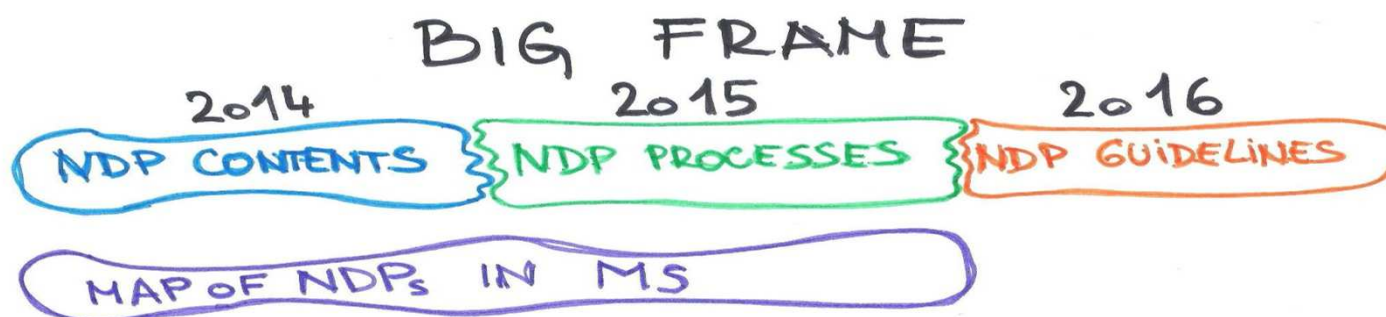 BIG FRAME
2014 2015 2016
NDP CONTENTS NDP PROCESSES NDP GUiDELiNES
MAP OF NDPs IN MS